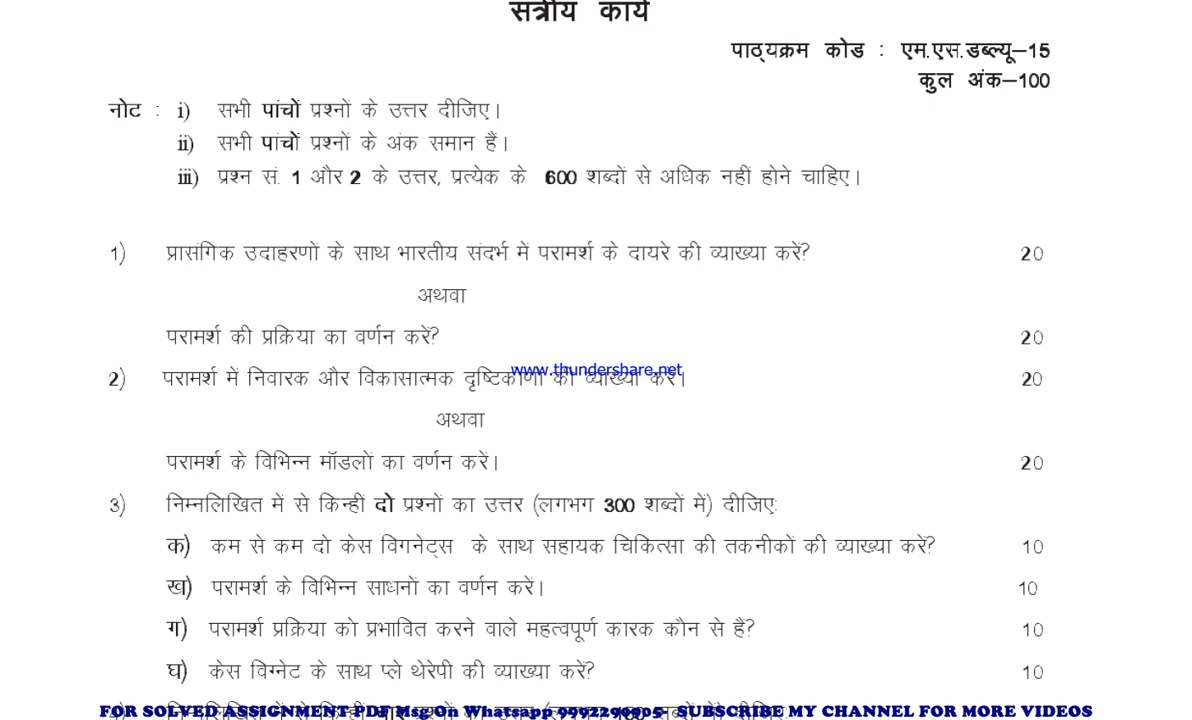 सत्रीय कार्य
पाठ्यक्रम कोड : एम.एस.डब्ल्यू–15
कुल अंक–100
नोट : i) सभी पांचों प्रश्नों के उत्तर दीजिए।
ii) सभी पांचों प्रश्नों के अंक समान हैं।
iii) प्रश्न सं. 1 और 2 के उत्तर, प्रत्येक के 600 शब्दों से अधिक नहीं होने चाहिए।
1) प्रासंगिक उदाहरणों के साथ भारतीय संदर्भ में परामर्श के दायरे की व्याख्या करें? 20
अथवा
परामर्श की प्रक्रिया का वर्णन करें? 20
2) परामर्श में निवारक और विकासात्मक दृष्टिकोणों की व्याख्या करें। 20
www.thundershare.net
अथवा
परामर्श के विभिन्न मॉडलों का वर्णन करें। 20
3) निम्नलिखित में से किन्हीं दो प्रश्नों का उत्तर (लगभग 300 शब्दों में) दीजिए:
क) कम से कम दो केस विगनेट्स के साथ सहायक चिकित्सा की तकनीकों की व्याख्या करें? 10
ख) परामर्श के विभिन्न साधनों का वर्णन करें। 10
ग) परामर्श प्रक्रिया को प्रभावित करने वाले महत्वपूर्ण कारक कौन से हैं? 10
घ) केस विग्नेट के साथ प्ले थेरेपी की व्याख्या करें? 10
FOR SOLVED ASSIGNMENT PDF Msg On Whatsapp 9992299605- SUBSCRIBE MY CHANNEL FOR MORE VIDEOS